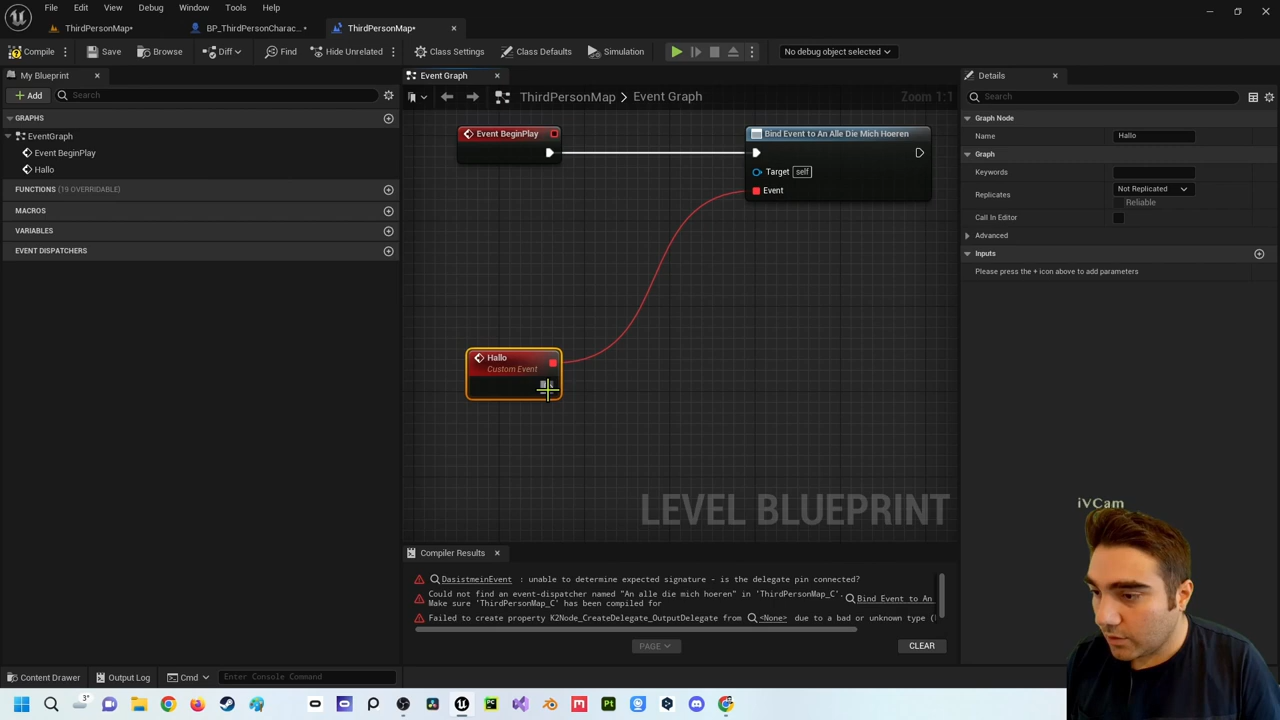 File Edit View Debug Window Tools Help
ThirdPersonMap*
BP_ThirdPersonCharac...*
ThirdPersonMap*
Compile
Save
Browse
Diff
Find
Hide Unrelated
Class Settings
Class Defaults
Simulation
No debug object selected
My Blueprint
Event Graph
Details
Add
Search
ThirdPersonMap > Event Graph
Zoom 1:1
Search
GRAPHS
EventGraph
Event BeginPlay
Hallo
FUNCTIONS (19 OVERRIDABLE)
MACROS
VARIABLES
EVENT DISPATCHERS
Event BeginPlay
Bind Event to An Alle Die Mich Hoeren
Target self
Event
Hallo
Custom Event
LEVEL BLUEPRINT
Graph Node
Name Hallo
Graph
Keywords
Replicates Not Replicated
Reliable
Call In Editor
Advanced
Inputs
Please press the + icon above to add parameters
iVCam
Compiler Results
DasistmeinEvent : unable to determine expected signature - is the delegate pin connected?
Could not find an event-dispatcher named "An alle die mich hoeren" in 'ThirdPersonMap_C'.
Make sure 'ThirdPersonMap_C' has been compiled for
Bind Event to An
Failed to create property K2Node_CreateDelegate_OutputDelegate from <None> due to a bad or unknown type (
PAGE
CLEAR
Content Drawer
Output Log
Cmd
Enter Console Command
3°